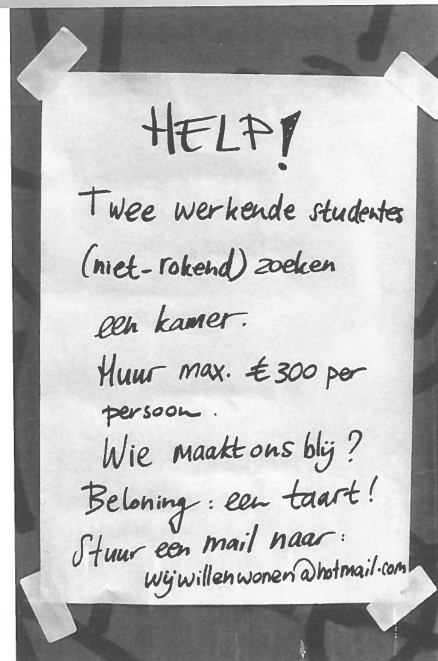 HELP!
Twee werkende studentes
(niet-rokend) zoeken
een kamer.
Huur max. €300 per
persoon.
Wie maakt ons blij?
Beloning: een taart!
Stuur een mail naar:
wijwillenwonen@hotmail.com